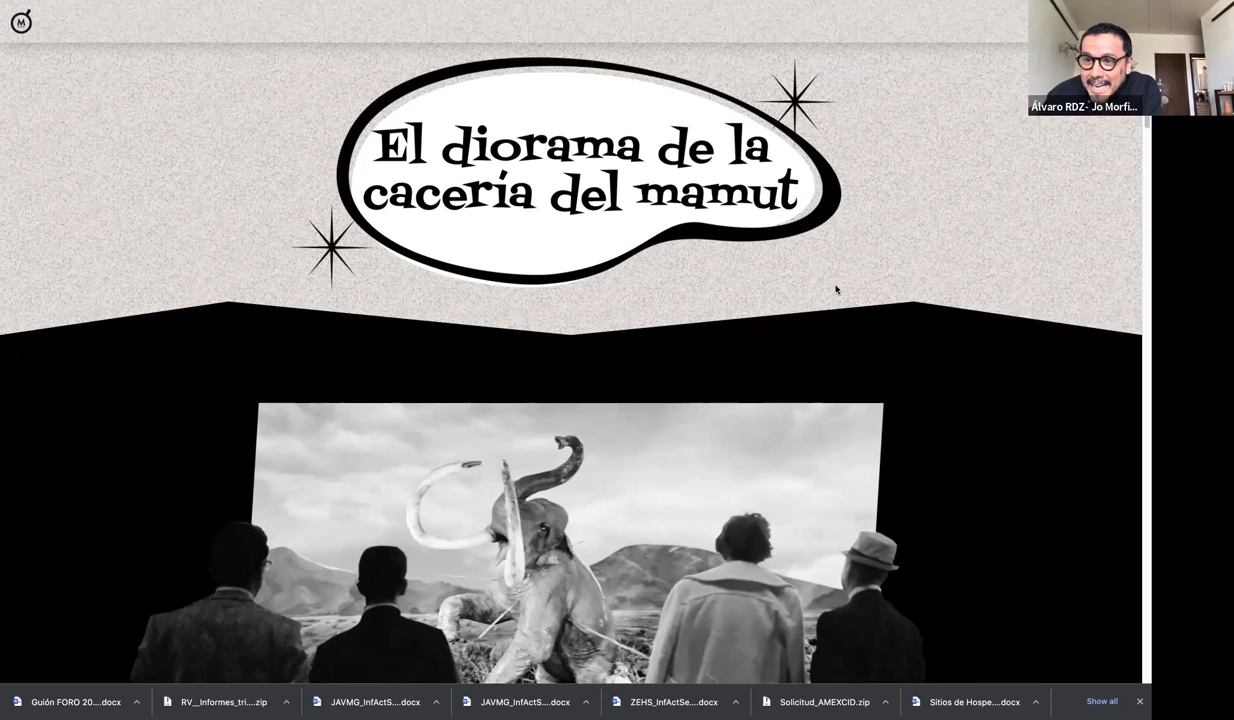 M
Álvaro RDZ- Jo Morfi...
El diorama de la
cacería del mamut
Guión FORO 20....docx
RV__Informes_tri....zip
JAVMG_InfActS....docx
JAVMG_InfActS....docx
ZEHS_InfActSe....docx
Solicitud_AMEXCID.zip
Sitios de Hospe....docx
Show all